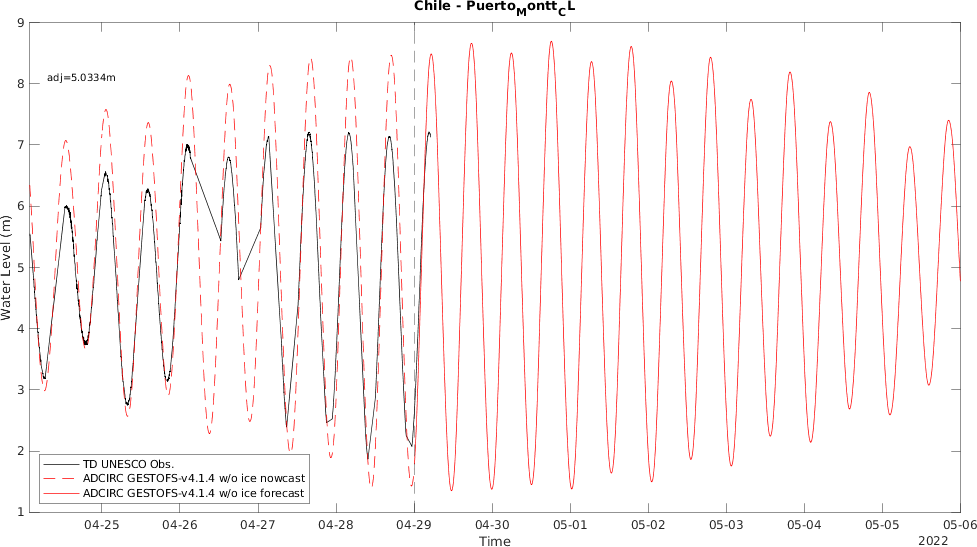 Chile - Puerto_Montt_CL
9
8
adj=5.0334m
7
6
5
4
3
2
1
Water Level (m)
TD UNESCO Obs.
ADCIRC GESTOFS-v4.1.4 w/o ice nowcast
ADCIRC GESTOFS-v4.1.4 w/o ice forecast
04-25 04-26 04-27 04-28 04-29 04-30 05-01 05-02 05-03 05-04 05-05 05-06
Time
2022